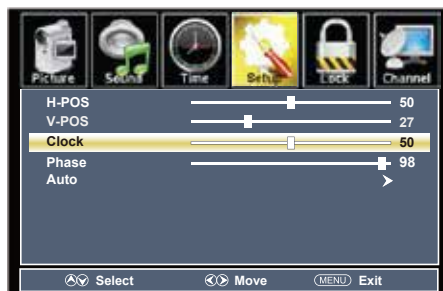 Picture Sound Time Setup Lock Channel
H-POS 50
V-POS 27
Clock 50
Phase 98
Auto
Select Move MENU Exit